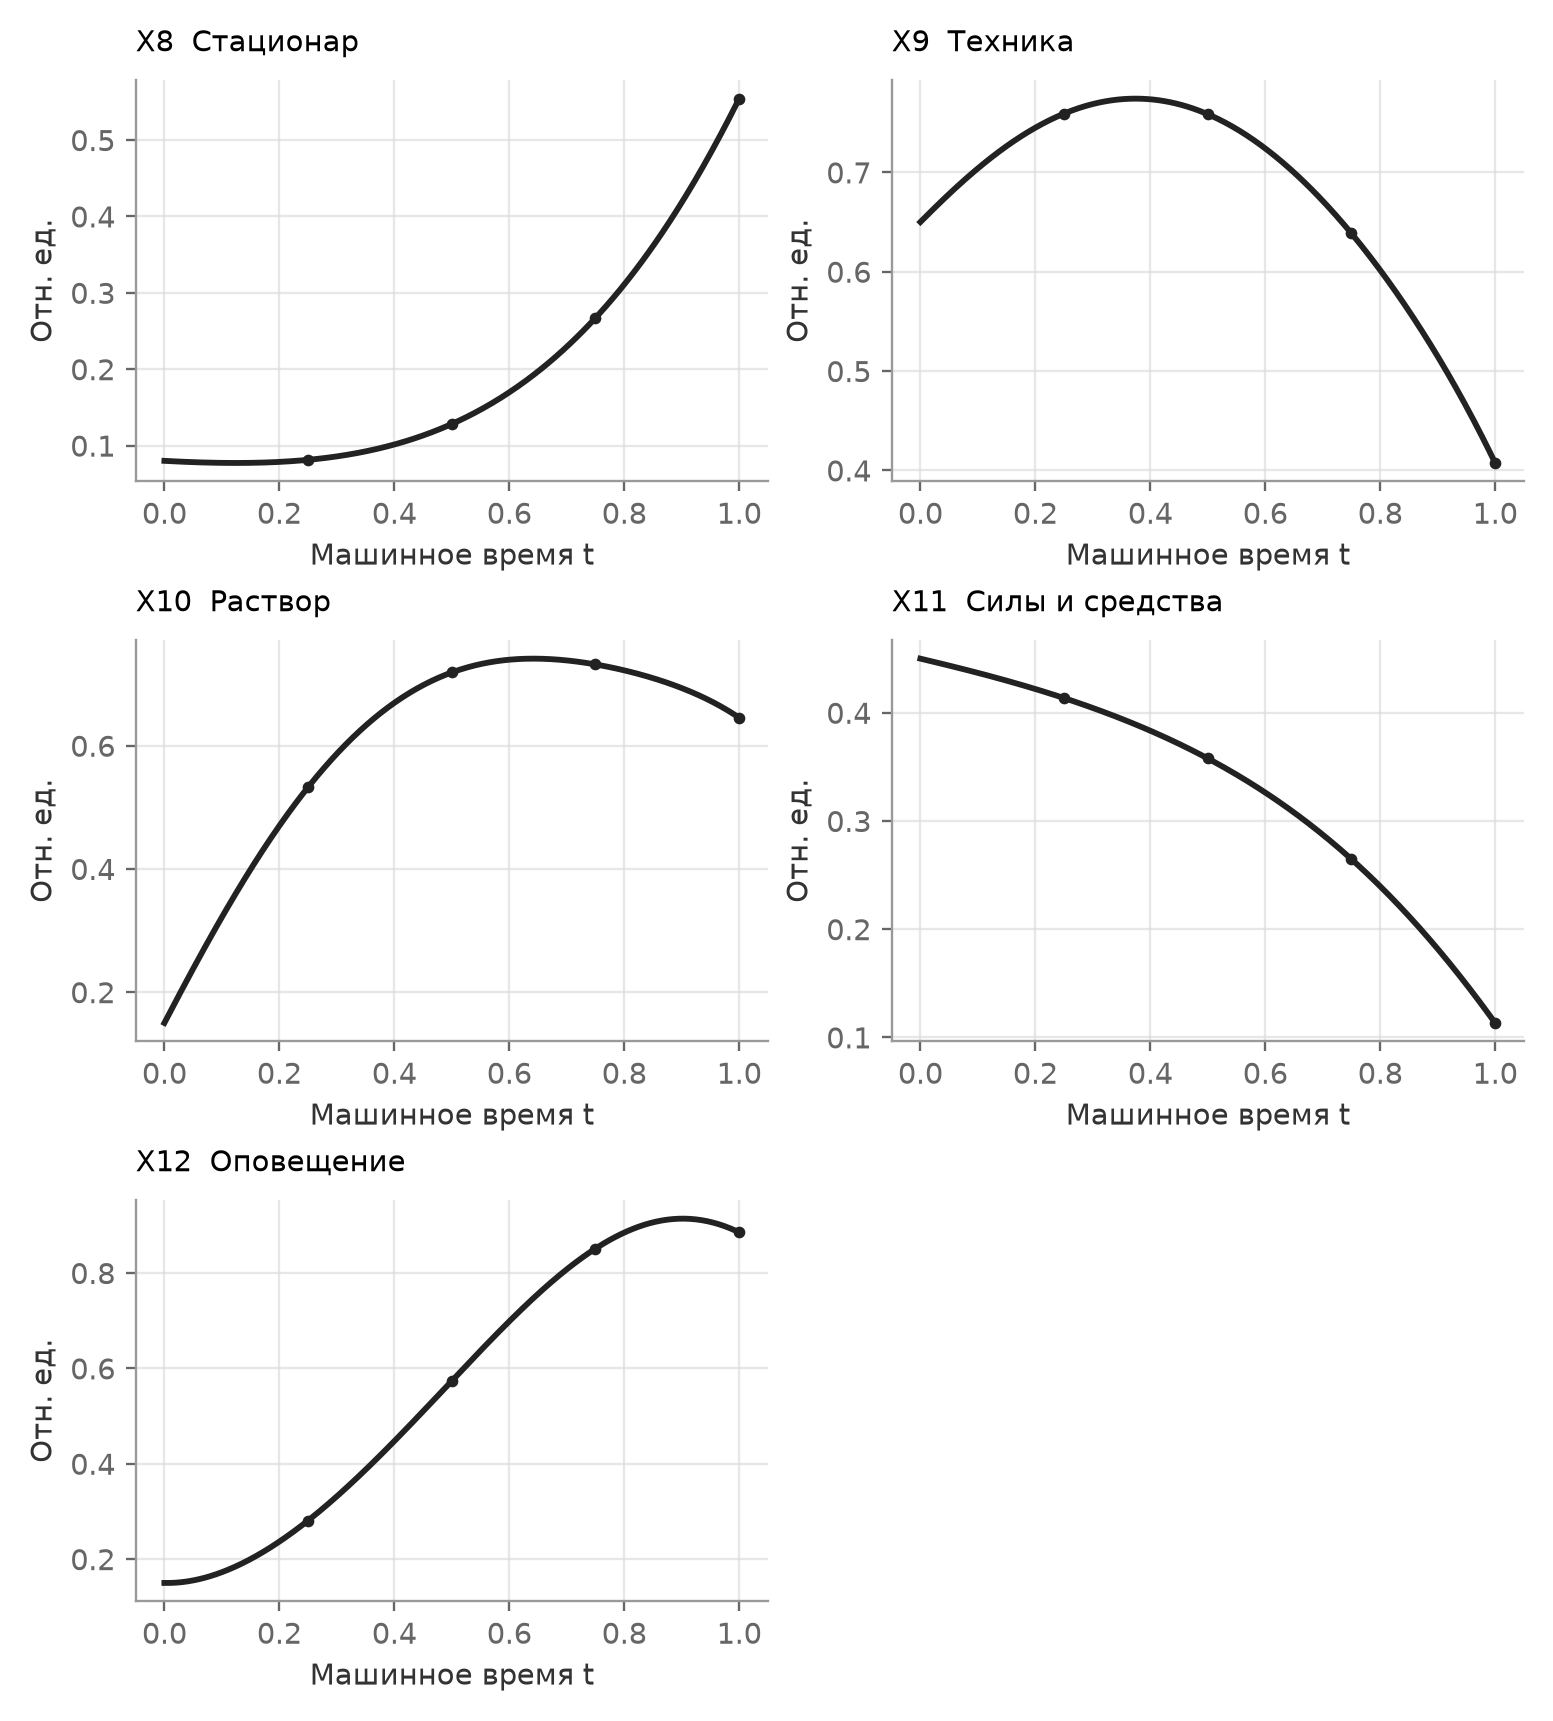 X8 Стационар
Отн. ед.
0.5
0.4
0.3
0.2
0.1
0.0 0.2 0.4 0.6 0.8 1.0
Машинное время t
X9 Техника
Отн. ед.
0.7
0.6
0.5
0.4
0.0 0.2 0.4 0.6 0.8 1.0
Машинное время t
X10 Раствор
Отн. ед.
0.6
0.4
0.2
0.0 0.2 0.4 0.6 0.8 1.0
Машинное время t
X11 Силы и средства
Отн. ед.
0.4
0.3
0.2
0.1
0.0 0.2 0.4 0.6 0.8 1.0
Машинное время t
X12 Оповещение
Отн. ед.
0.8
0.6
0.4
0.2
0.0 0.2 0.4 0.6 0.8 1.0
Машинное время t